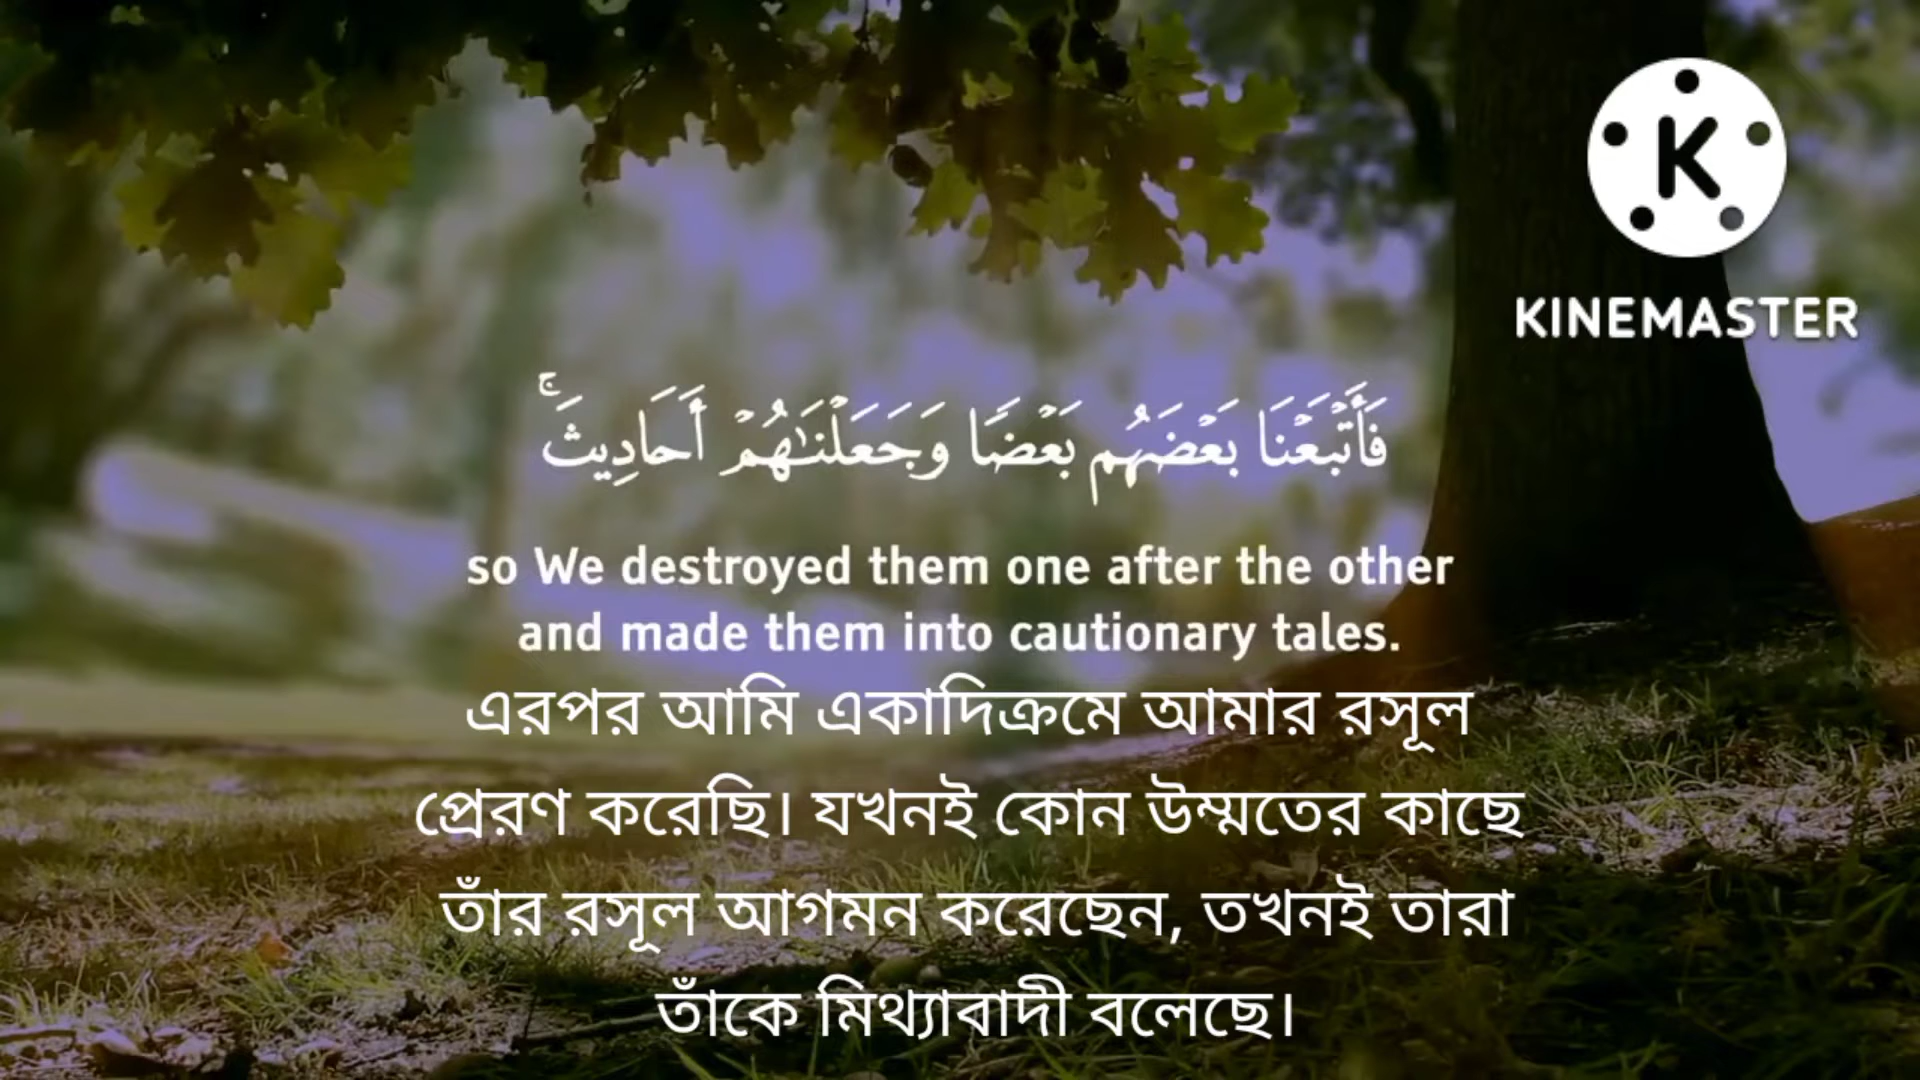 K
KINEMASTER
فَأَتۡبَعۡنَا بَعۡضَهُم بَعۡضٗا وَجَعَلۡنَٰهُمۡ أَحَادِيثَۚ
so We destroyed them one after the other
and made them into cautionary tales.
এরপর আমি একাদিক্রমে আমার রসূল
প্রেরণ করেছি। যখনই কোন উম্মতের কাছে
তাঁর রসূল আগমন করেছেন, তখনই তারা
তাঁকে মিথ্যাবাদী বলেছে।